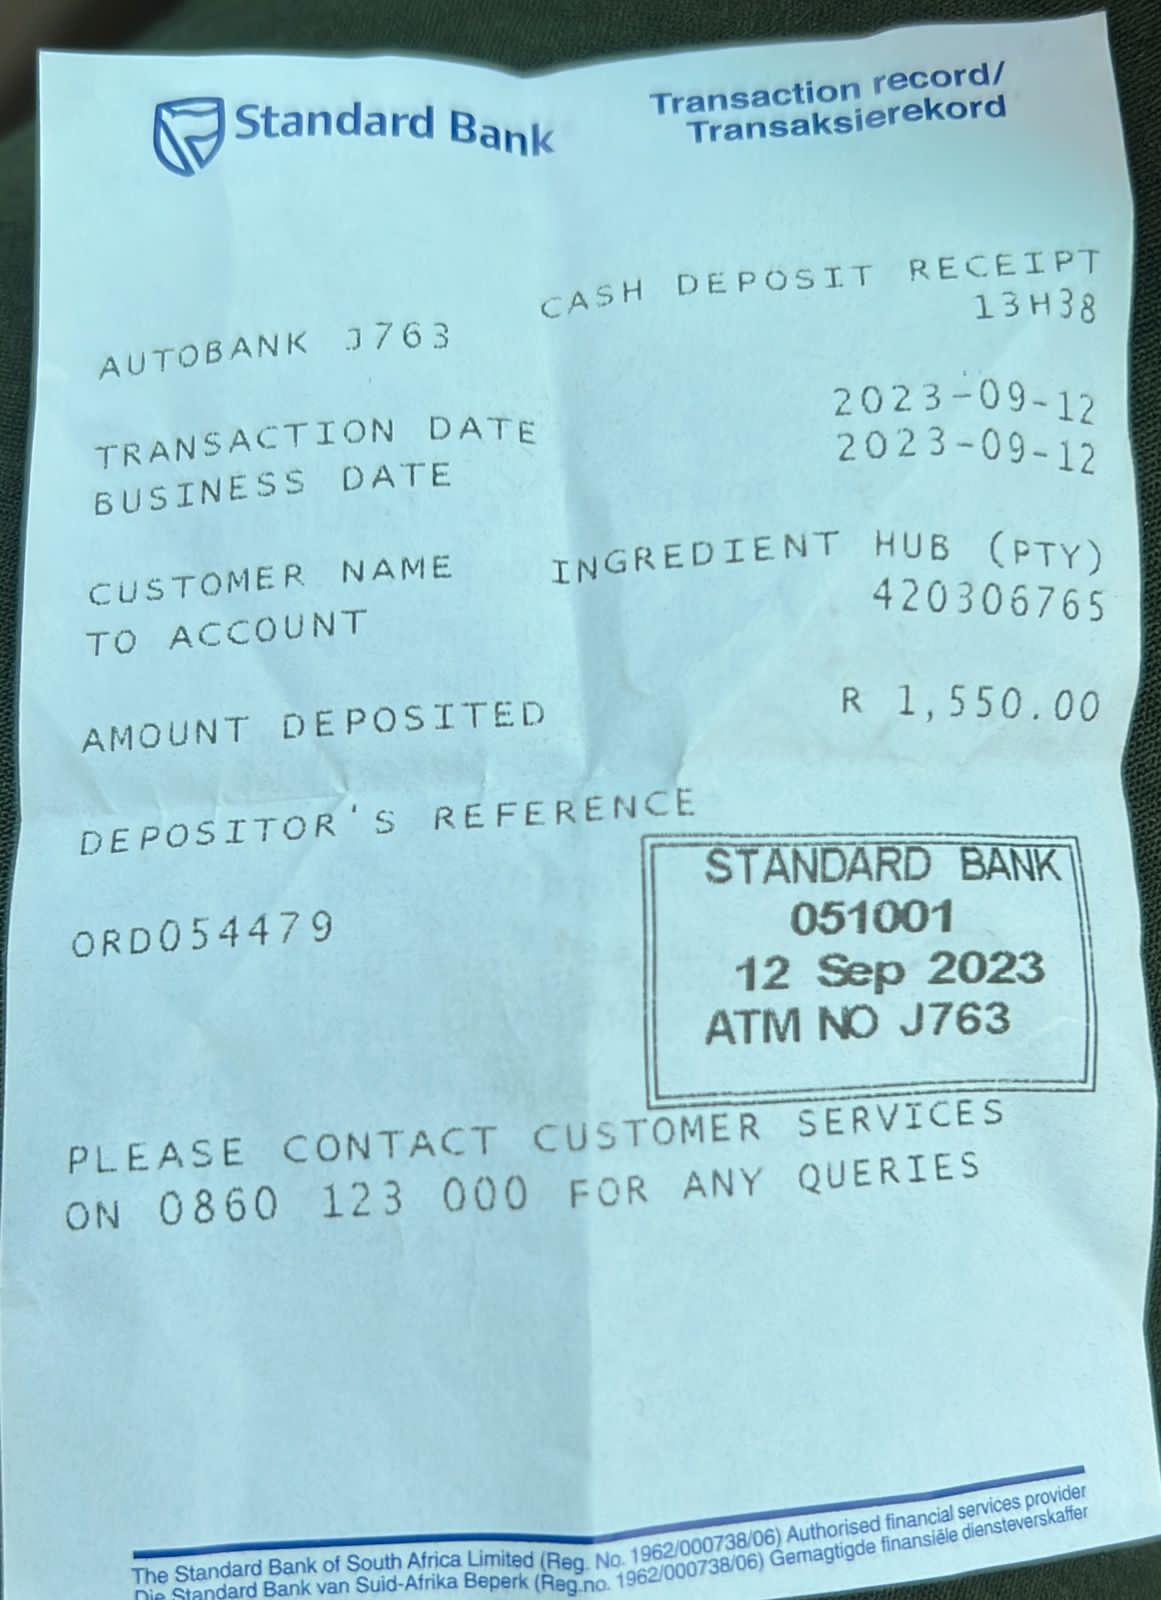 Standard Bank
Transaction record/
Transaksierekord
CASH DEPOSIT RECEIPT
AUTOBANK J763 13H38
TRANSACTION DATE 2023-09-12
BUSINESS DATE 2023-09-12
CUSTOMER NAME INGREDIENT HUB (PTY)
TO ACCOUNT 420306765
AMOUNT DEPOSITED R 1,550.00
DEPOSITOR'S REFERENCE
ORD054479
STANDARD BANK
051001
12 Sep 2023
ATM NO J763
PLEASE CONTACT CUSTOMER SERVICES
ON 0860 123 000 FOR ANY QUERIES
The Standard Bank of South Africa Limited (Reg. No. 1962/000738/06) Authorised financial services provider
Die Standard Bank van Suid-Afrika Beperk (Reg.no. 1962/000738/06) Gemagtigde finansiële diensteverskaffer